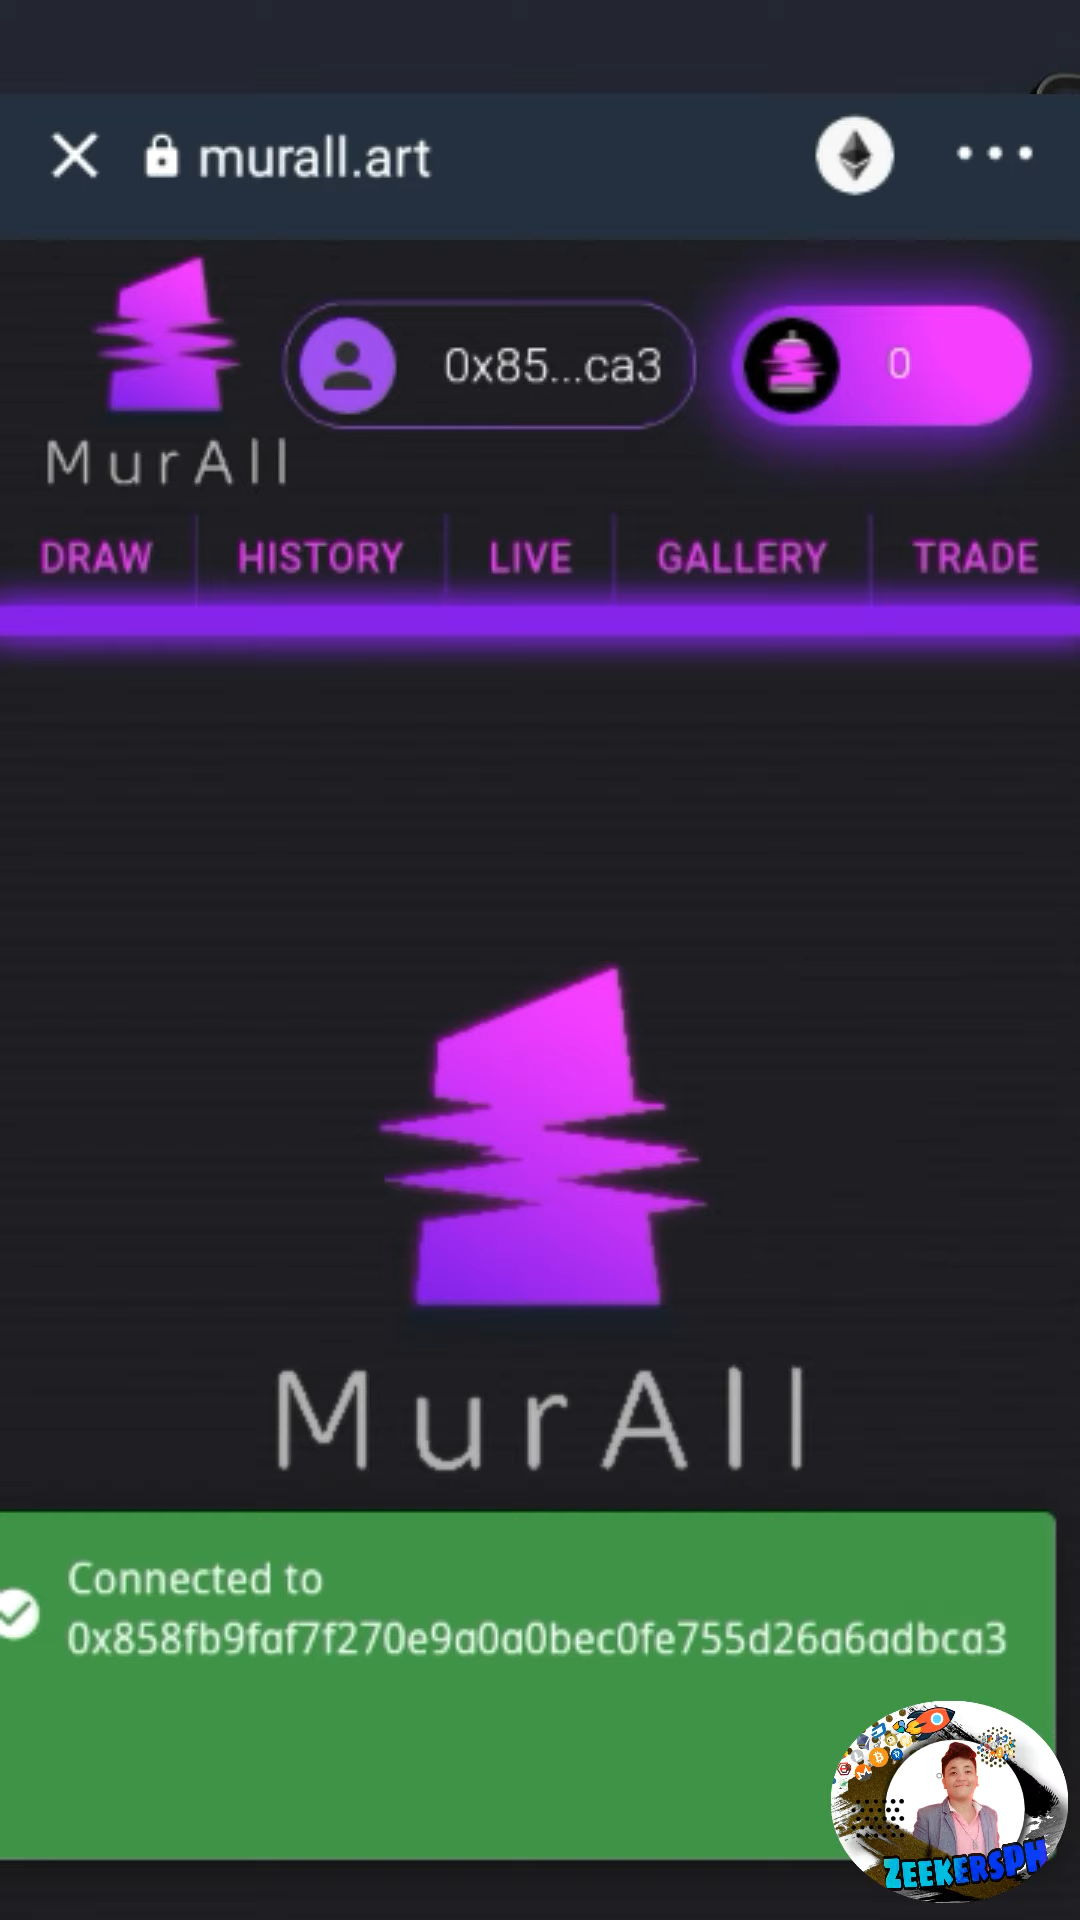 murall.art
MurAll
0x85...ca3
0
DRAW
HISTORY
LIVE
GALLERY
TRADE
MurAll
Connected to
0x858fb9faf7f270e9a0a0bec0fe755d26a6adbca3
ZEEKERSPH